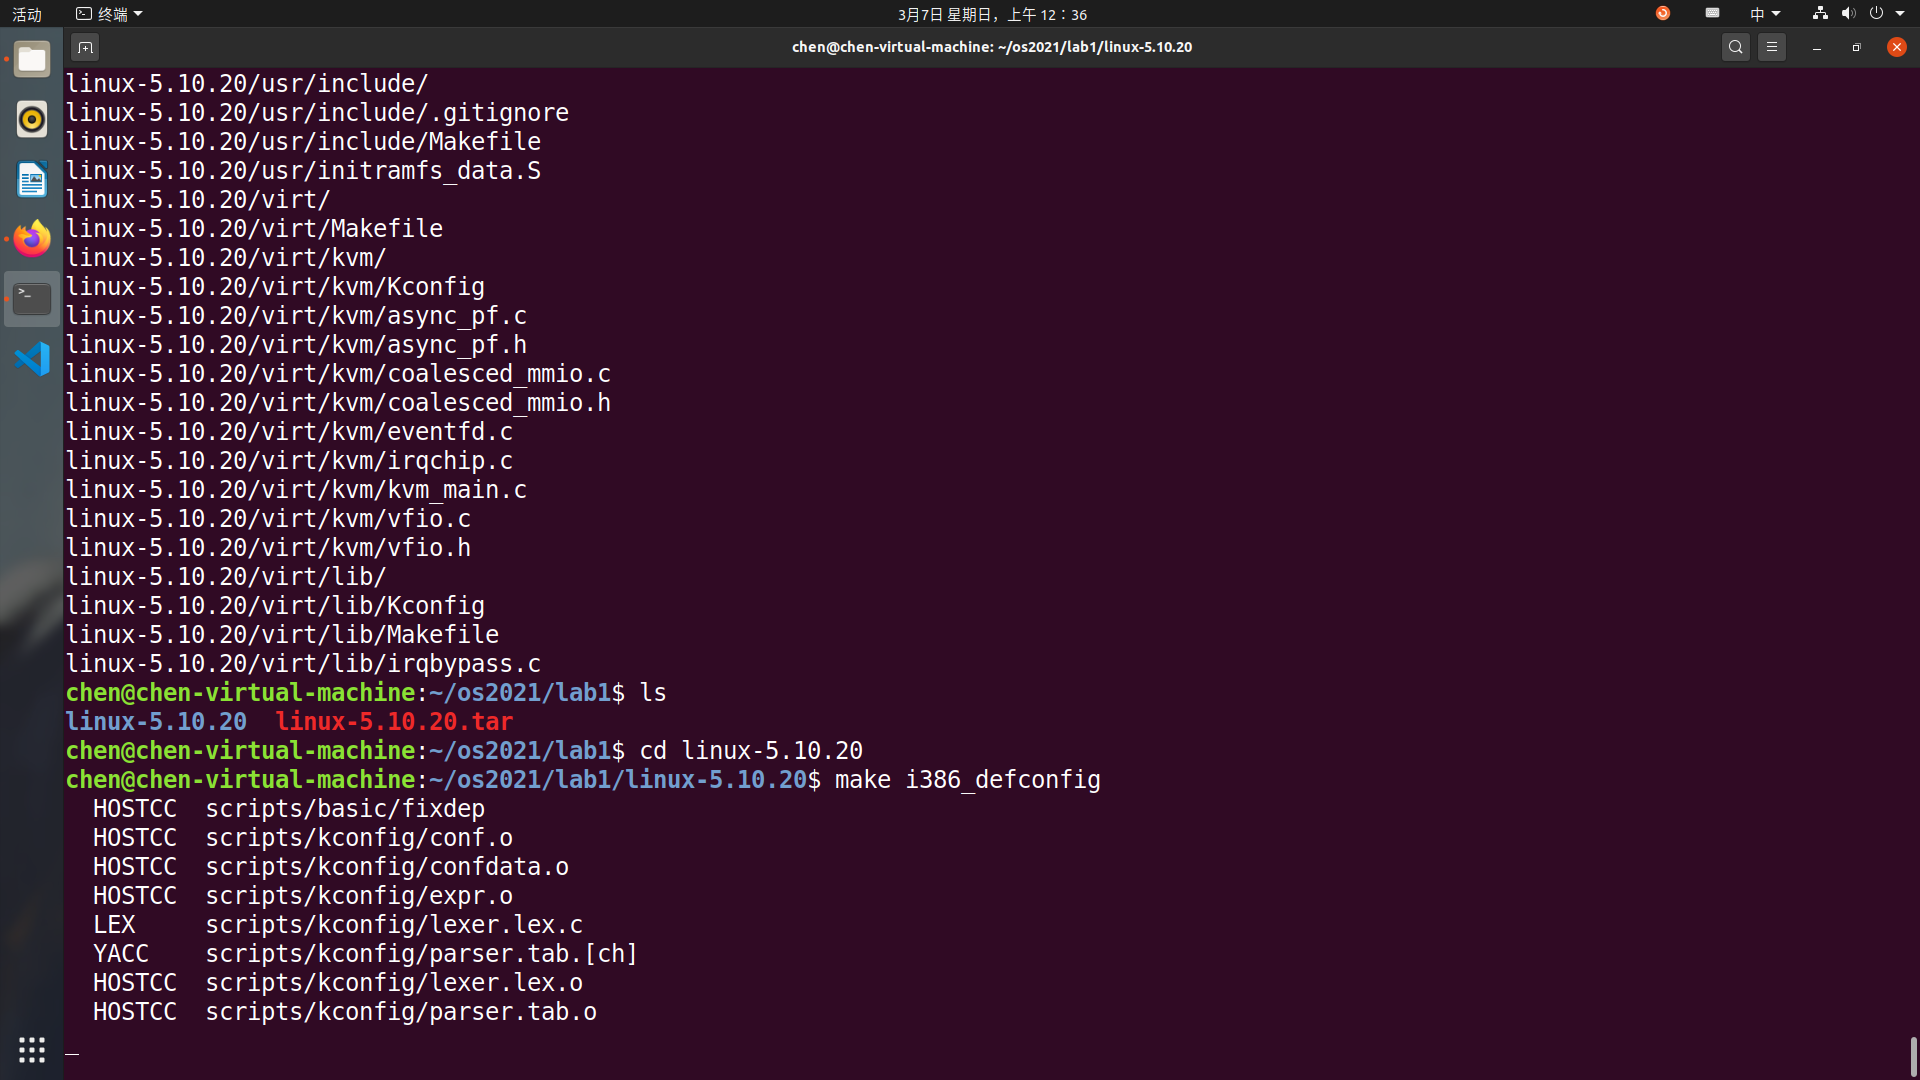 活动 终端 3月7日 星期日，上午 12：36 中
chen@chen-virtual-machine: ~/os2021/lab1/linux-5.10.20
linux-5.10.20/usr/include/
linux-5.10.20/usr/include/.gitignore
linux-5.10.20/usr/include/Makefile
linux-5.10.20/usr/initramfs_data.S
linux-5.10.20/virt/
linux-5.10.20/virt/Makefile
linux-5.10.20/virt/kvm/
linux-5.10.20/virt/kvm/Kconfig
linux-5.10.20/virt/kvm/async_pf.c
linux-5.10.20/virt/kvm/async_pf.h
linux-5.10.20/virt/kvm/coalesced_mmio.c
linux-5.10.20/virt/kvm/coalesced_mmio.h
linux-5.10.20/virt/kvm/eventfd.c
linux-5.10.20/virt/kvm/irqchip.c
linux-5.10.20/virt/kvm/kvm_main.c
linux-5.10.20/virt/kvm/vfio.c
linux-5.10.20/virt/kvm/vfio.h
linux-5.10.20/virt/lib/
linux-5.10.20/virt/lib/Kconfig
linux-5.10.20/virt/lib/Makefile
linux-5.10.20/virt/lib/irqbypass.c
chen@chen-virtual-machine:~/os2021/lab1$ ls
linux-5.10.20  linux-5.10.20.tar
chen@chen-virtual-machine:~/os2021/lab1$ cd linux-5.10.20
chen@chen-virtual-machine:~/os2021/lab1/linux-5.10.20$ make i386_defconfig
  HOSTCC  scripts/basic/fixdep
  HOSTCC  scripts/kconfig/conf.o
  HOSTCC  scripts/kconfig/confdata.o
  HOSTCC  scripts/kconfig/expr.o
  LEX     scripts/kconfig/lexer.lex.c
  YACC    scripts/kconfig/parser.tab.[ch]
  HOSTCC  scripts/kconfig/lexer.lex.o
  HOSTCC  scripts/kconfig/parser.tab.o